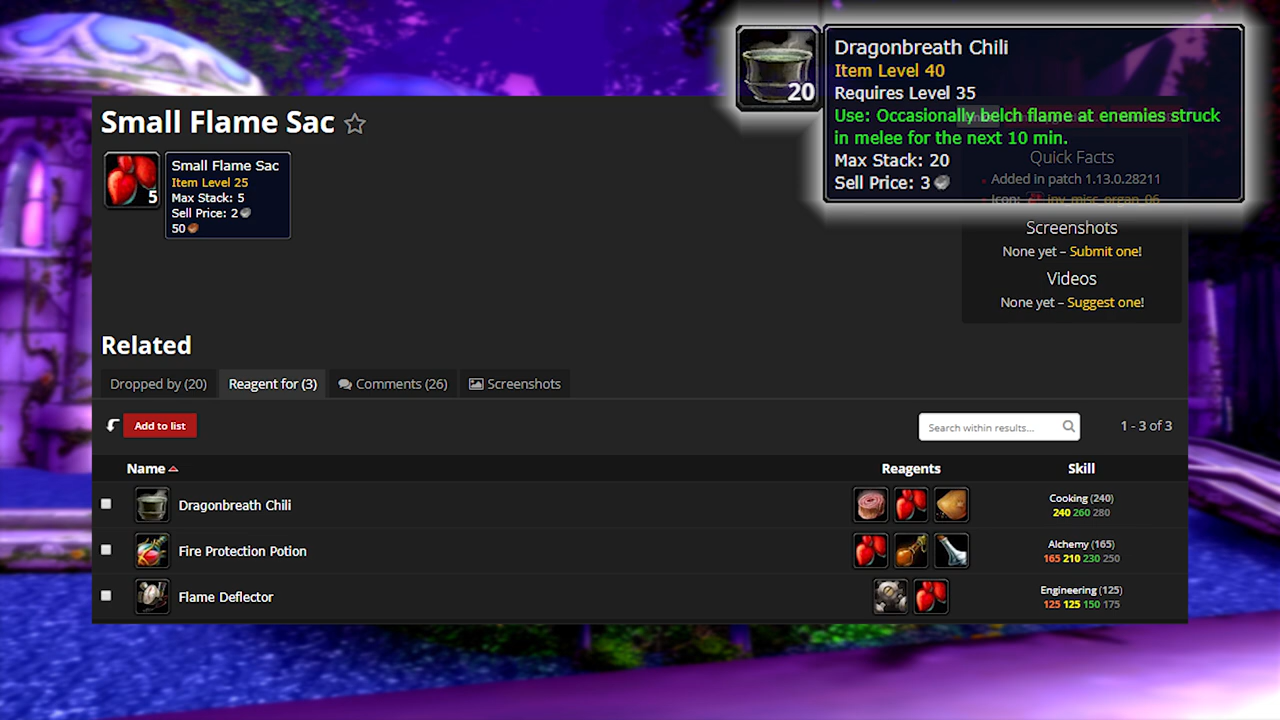 Dragonbreath Chili
Item Level 40
Requires Level 35
Use: Occasionally belch flame at enemies struck
in melee for the next 10 min.
Max Stack: 20
Sell Price: 3
20
Small Flame Sac
Small Flame Sac
Item Level 25
Max Stack: 5
Sell Price: 2
50
5
Quick Facts
Added in patch 1.13.0.28211
Icon: inv_misc_organ_06
Screenshots
None yet – Submit one!
Videos
None yet – Suggest one!
Related
Dropped by (20) Reagent for (3) Comments (26) Screenshots
Add to list Search within results... 1 - 3 of 3
Name Reagents Skill
Dragonbreath Chili Cooking (240)
240 260 280
Fire Protection Potion Alchemy (165)
165 210 230 250
Flame Deflector Engineering (125)
125 125 150 175